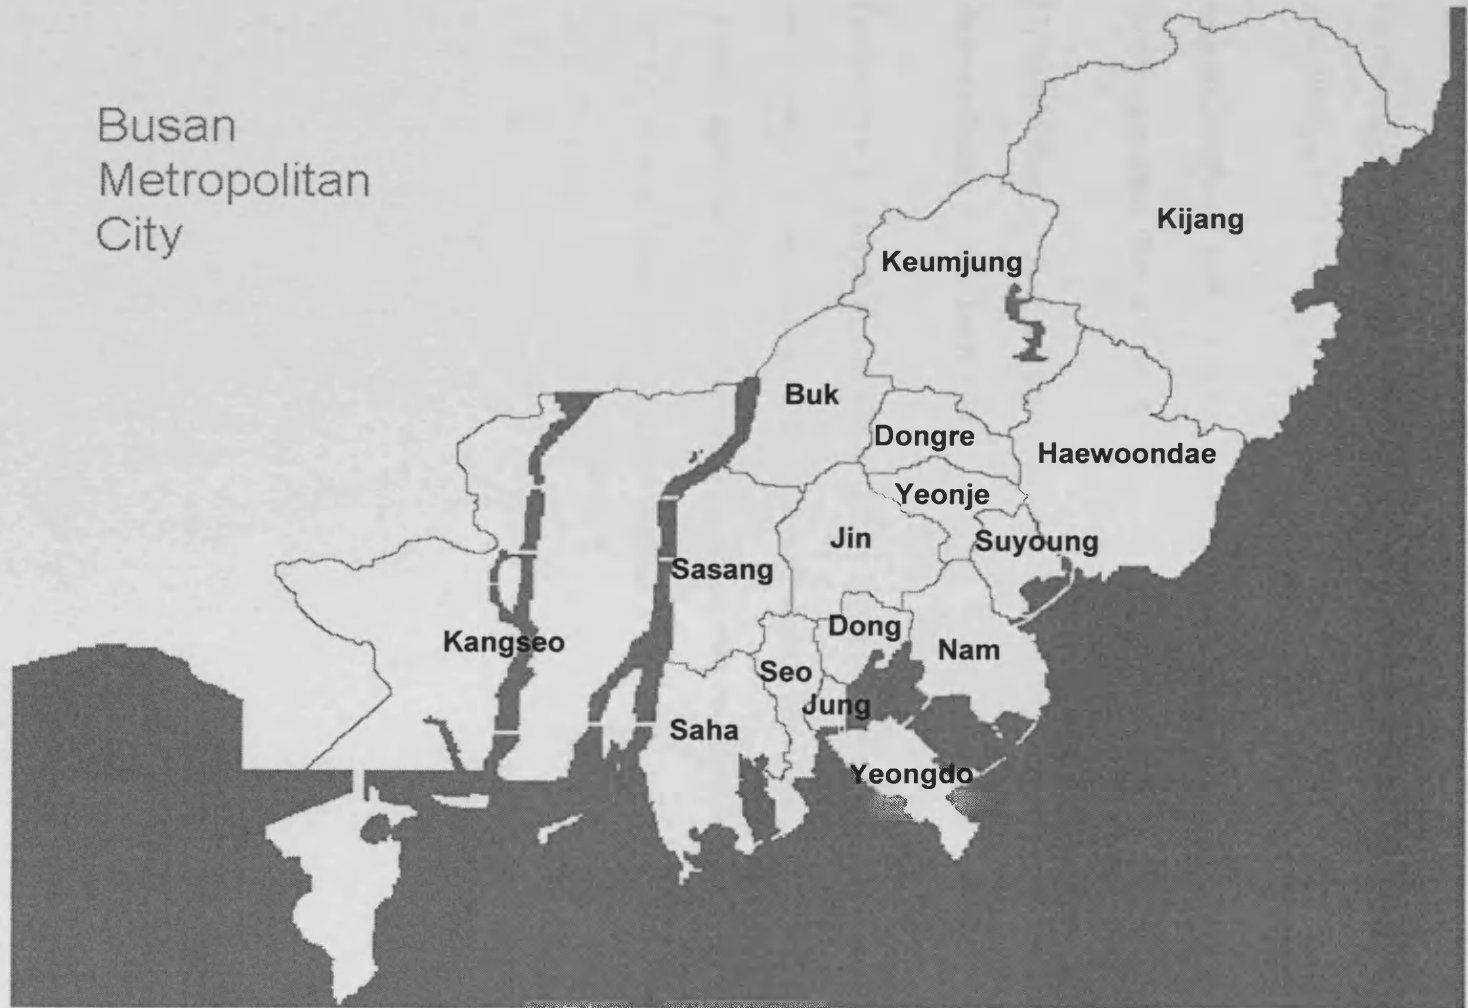 Busan
Metropolitan
City
Kijang
Keumjung
Buk
Dongre
Haewoondae
Yeonje
Jin
Suyoung
Sasang
Dong
Kangseo
Nam
Seo
Jung
Saha
Yeongdo